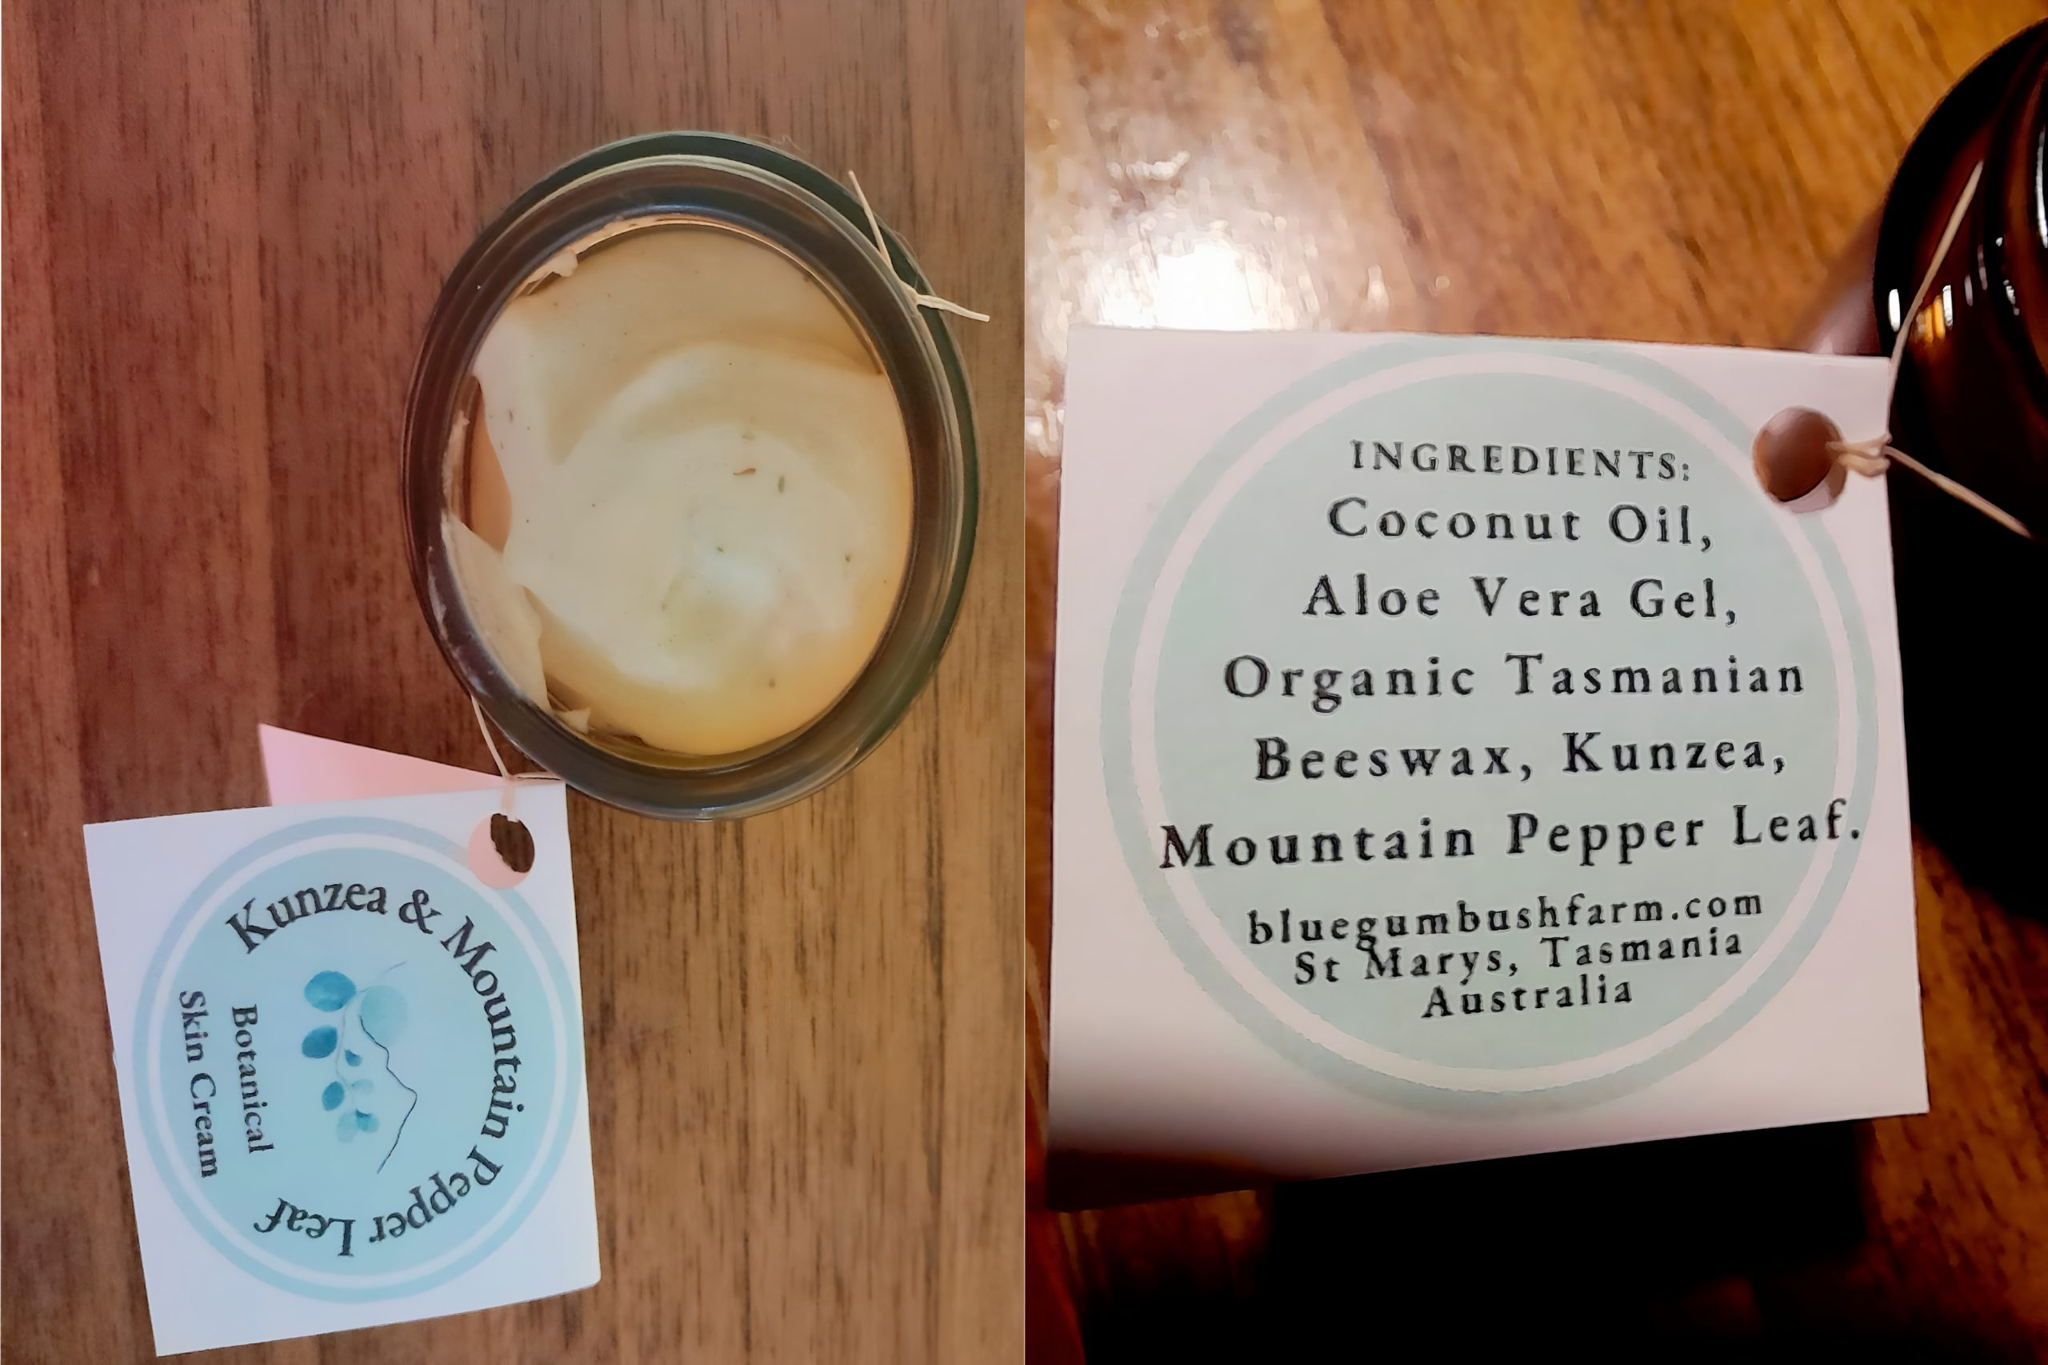 Kunzea & Mountain Pepper Leaf
Botanical
Skin Cream
INGREDIENTS:
Coconut Oil,
Aloe Vera Gel,
Organic Tasmanian
Beeswax, Kunzea,
Mountain Pepper Leaf.
bluegumbushfarm.com
St Marys, Tasmania
Australia